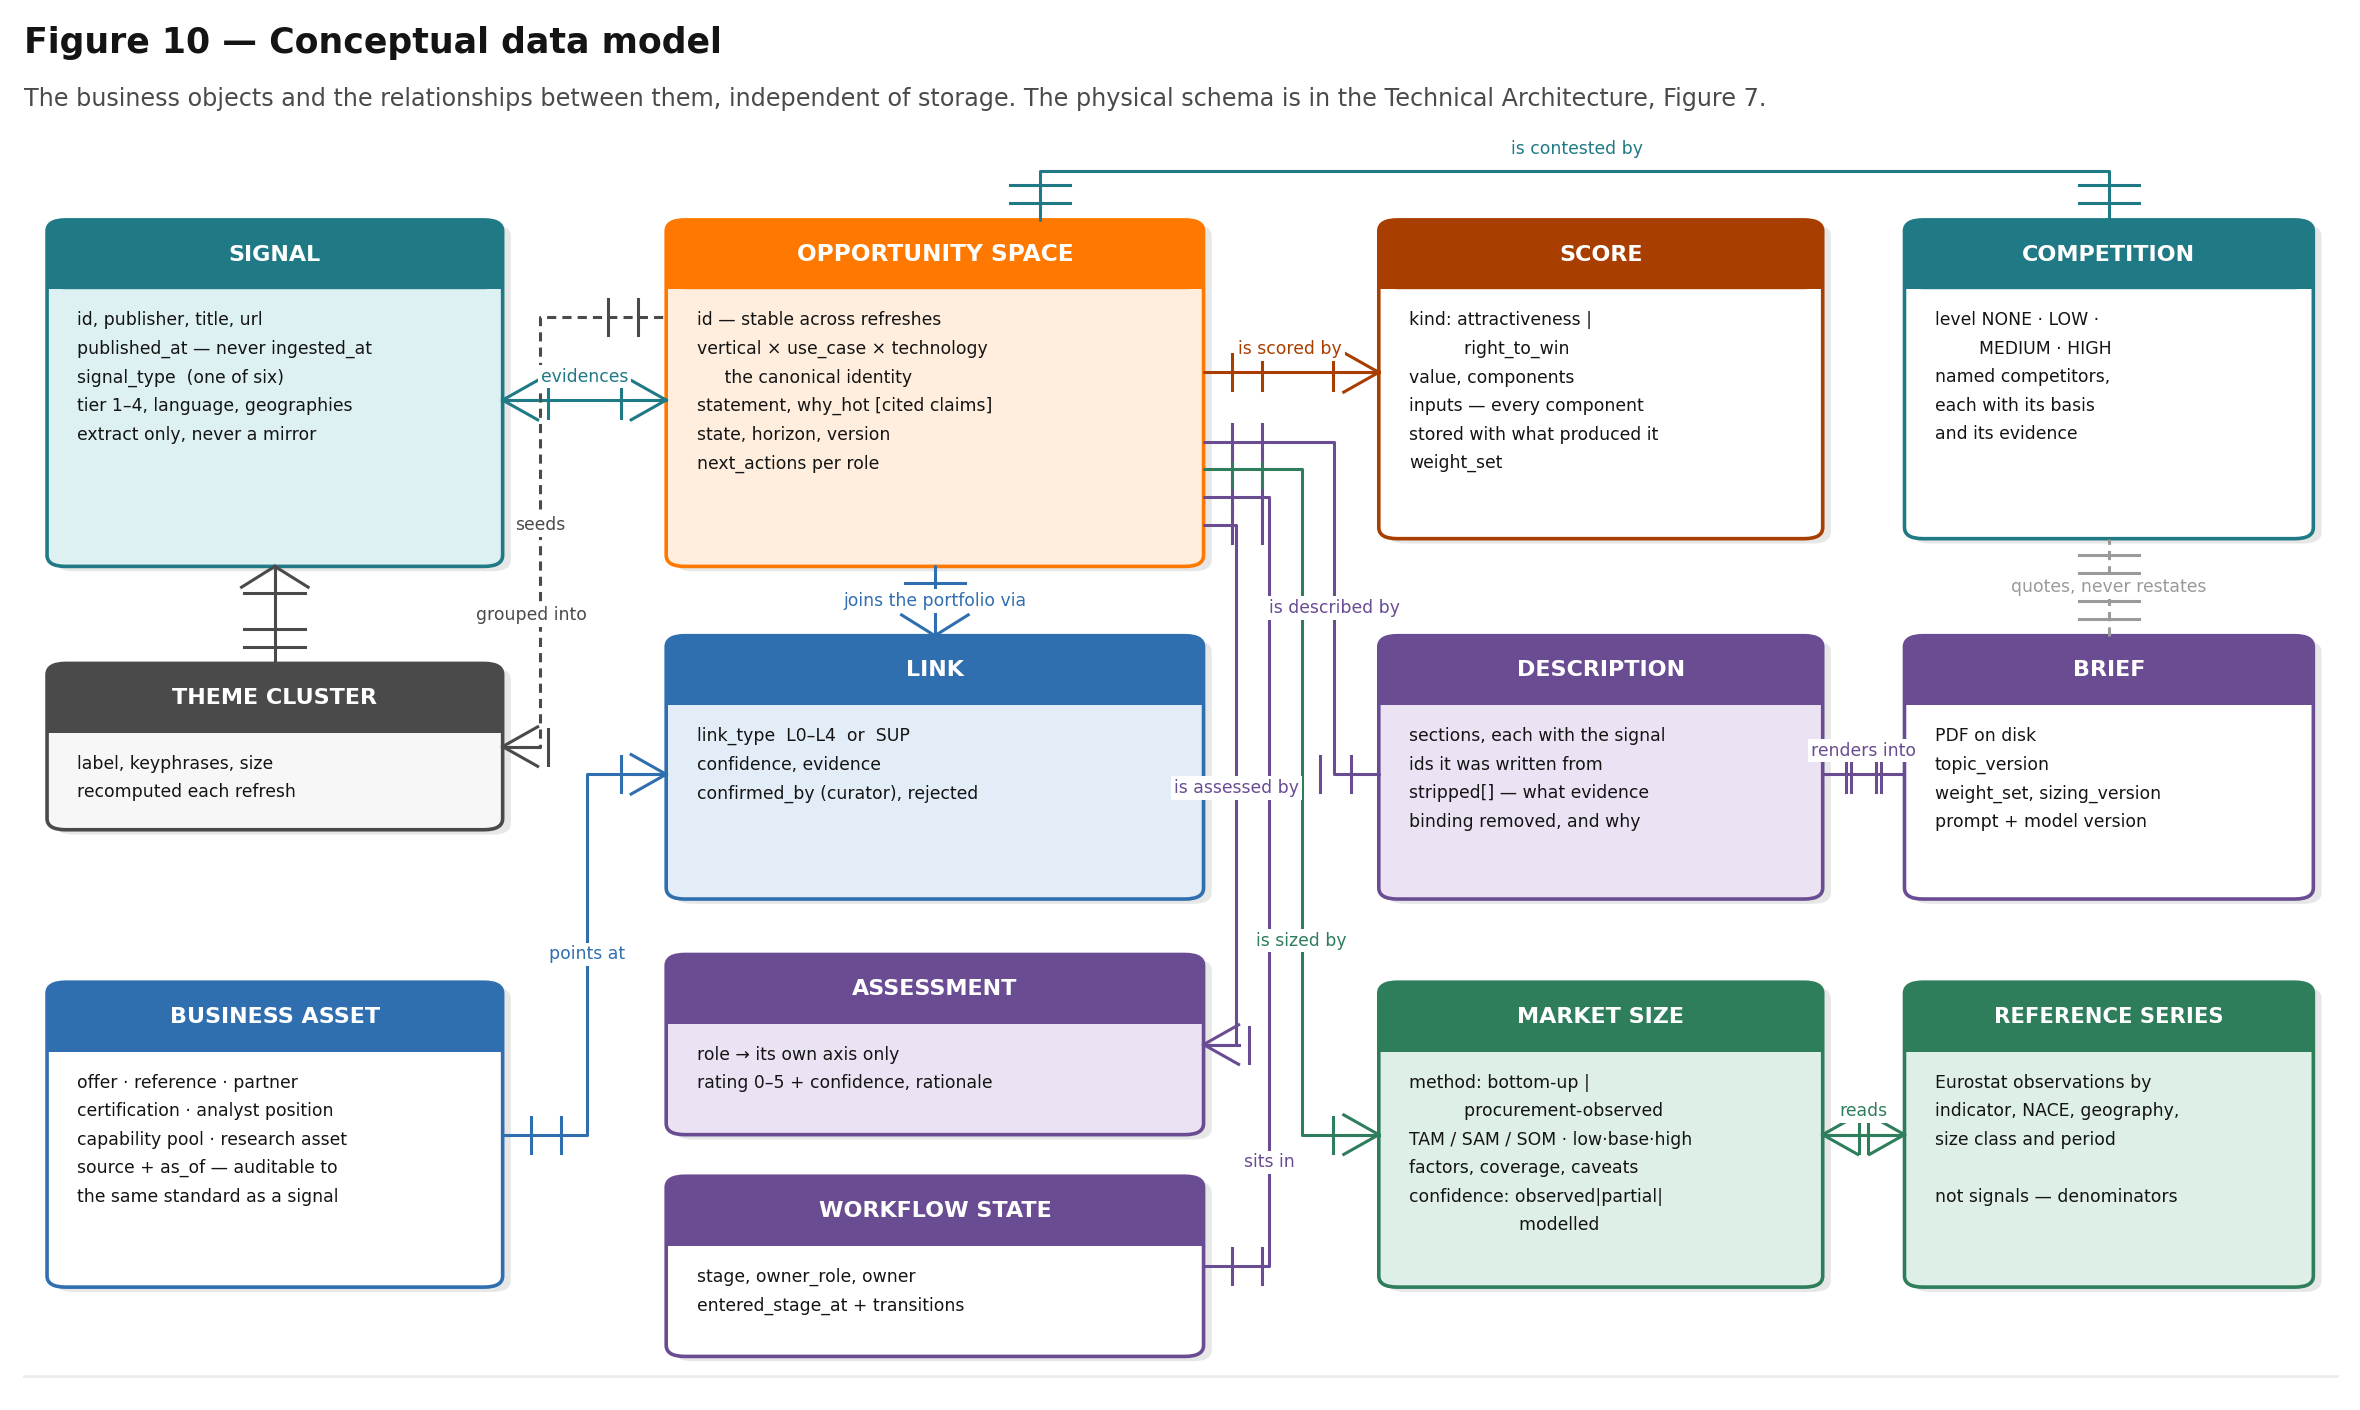 Figure 10 — Conceptual data model
The business objects and the relationships between them, independent of storage. The physical schema is in the Technical Architecture, Figure 7.
is contested by
SIGNAL
id, publisher, title, url
published_at — never ingested_at
signal_type  (one of six)
tier 1–4, language, geographies
extract only, never a mirror
evidences
seeds
grouped into
OPPORTUNITY SPACE
id — stable across refreshes
vertical × use_case × technology
the canonical identity
statement, why_hot [cited claims]
state, horizon, version
next_actions per role
is scored by
SCORE
kind: attractiveness |
right_to_win
value, components
inputs — every component
stored with what produced it
weight_set
COMPETITION
level NONE · LOW ·
MEDIUM · HIGH
named competitors,
each with its basis
and its evidence
quotes, never restates
joins the portfolio via
is described by
THEME CLUSTER
label, keyphrases, size
recomputed each refresh
LINK
link_type  L0–L4  or  SUP
confidence, evidence
confirmed_by (curator), rejected
is assessed by
DESCRIPTION
sections, each with the signal
ids it was written from
stripped[] — what evidence
binding removed, and why
renders into
BRIEF
PDF on disk
topic_version
weight_set, sizing_version
prompt + model version
points at
is sized by
BUSINESS ASSET
offer · reference · partner
certification · analyst position
capability pool · research asset
source + as_of — auditable to
the same standard as a signal
ASSESSMENT
role → its own axis only
rating 0–5 + confidence, rationale
sits in
WORKFLOW STATE
stage, owner_role, owner
entered_stage_at + transitions
MARKET SIZE
method: bottom-up |
procurement-observed
TAM / SAM / SOM · low·base·high
factors, coverage, caveats
confidence: observed|partial|
modelled
reads
REFERENCE SERIES
Eurostat observations by
indicator, NACE, geography,
size class and period
not signals — denominators